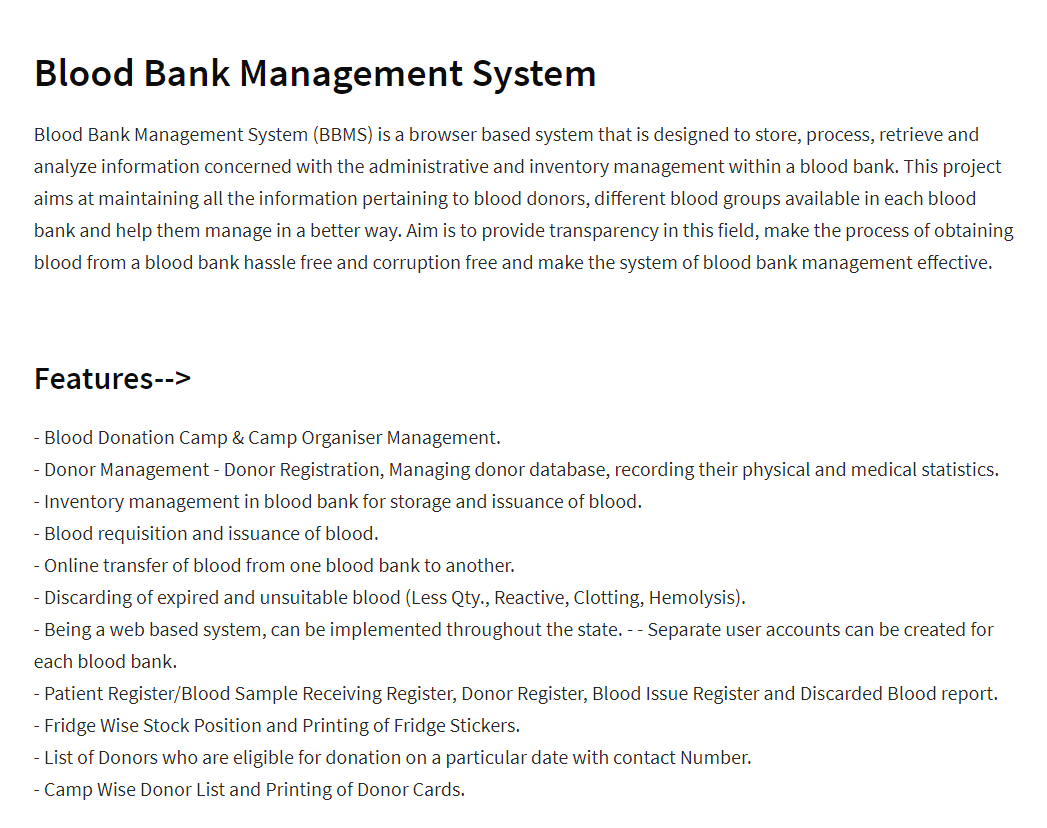 Blood Bank Management System
Blood Bank Management System (BBMS) is a browser based system that is designed to store, process, retrieve and
analyze information concerned with the administrative and inventory management within a blood bank. This project
aims at maintaining all the information pertaining to blood donors, different blood groups available in each blood
bank and help them manage in a better way. Aim is to provide transparency in this field, make the process of obtaining
blood from a blood bank hassle free and corruption free and make the system of blood bank management effective.
Features-->
- Blood Donation Camp & Camp Organiser Management.
- Donor Management - Donor Registration, Managing donor database, recording their physical and medical statistics.
- Inventory management in blood bank for storage and issuance of blood.
- Blood requisition and issuance of blood.
- Online transfer of blood from one blood bank to another.
- Discarding of expired and unsuitable blood (Less Qty., Reactive, Clotting, Hemolysis).
- Being a web based system, can be implemented throughout the state. - - Separate user accounts can be created for
each blood bank.
- Patient Register/Blood Sample Receiving Register, Donor Register, Blood Issue Register and Discarded Blood report.
- Fridge Wise Stock Position and Printing of Fridge Stickers.
- List of Donors who are eligible for donation on a particular date with contact Number.
- Camp Wise Donor List and Printing of Donor Cards.